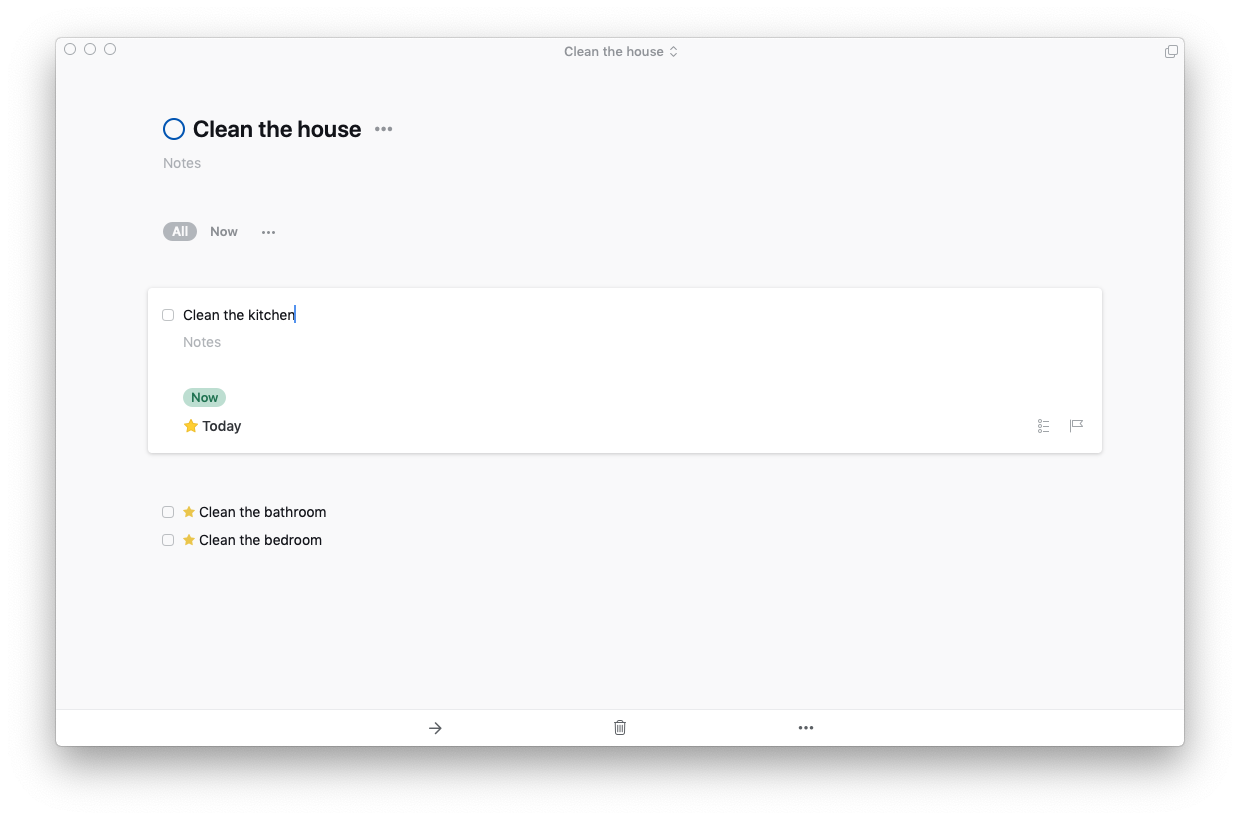 Clean the house
Clean the house
Notes
All Now
Clean the kitchen
Notes
Now
Today
Clean the bathroom
Clean the bedroom